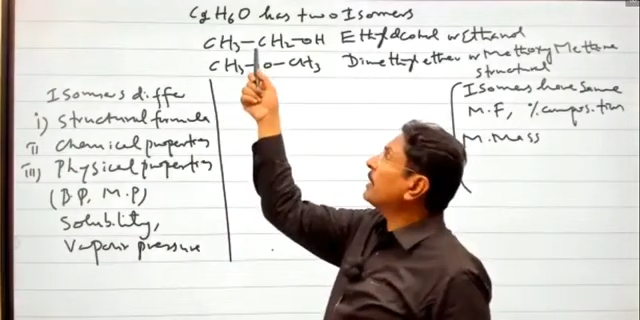 C2H6O has two Isomers
CH3-CH2-OH Ethyl alcohol or Ethanol
CH3-O-CH3 Dimethyl ether or Methoxy Methane
structural
Isomers differ
i) structural formula
ii) chemical properties
iii) Physical properties
(B.P, M.P)
Solubility,
Vapour pressure
Isomers have same
M.F, % composition
M.Mass